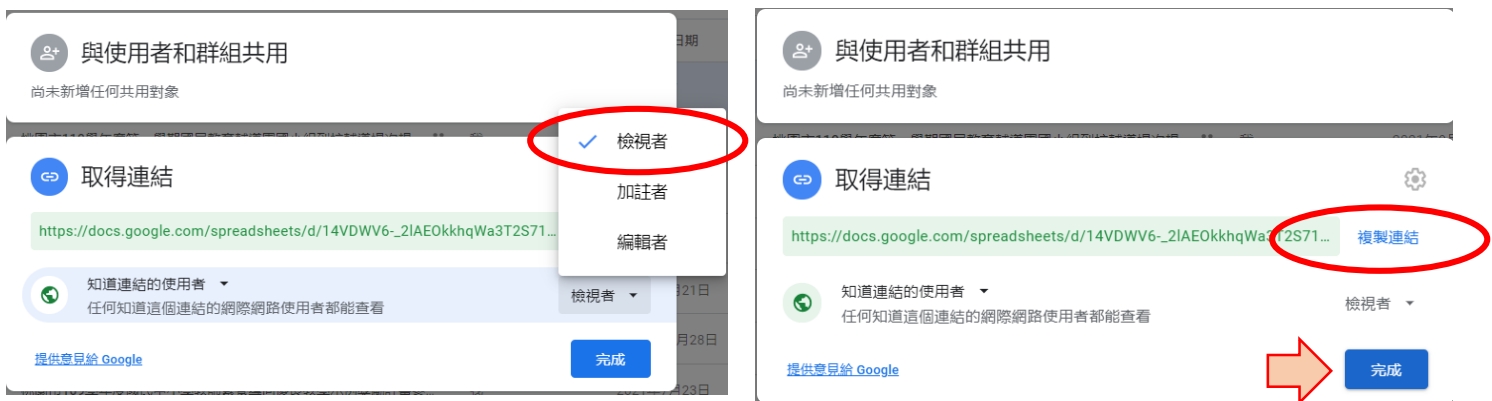 與使用者和群組共用
尚未新增任何共用對象
日期
檢視者
加註者
編輯者
取得連結
https://docs.google.com/spreadsheets/d/14VDWV6-_2lAEOkkhqWa3T2S71...
知道連結的使用者
任何知道這個連結的網際網路使用者都能查看
檢視者
月21日
月28日
提供意見給 Google
完成
與使用者和群組共用
尚未新增任何共用對象
取得連結
https://docs.google.com/spreadsheets/d/14VDWV6-_2lAEOkkhqWa3T2S71...
複製連結
知道連結的使用者
任何知道這個連結的網際網路使用者都能查看
檢視者
提供意見給 Google
完成